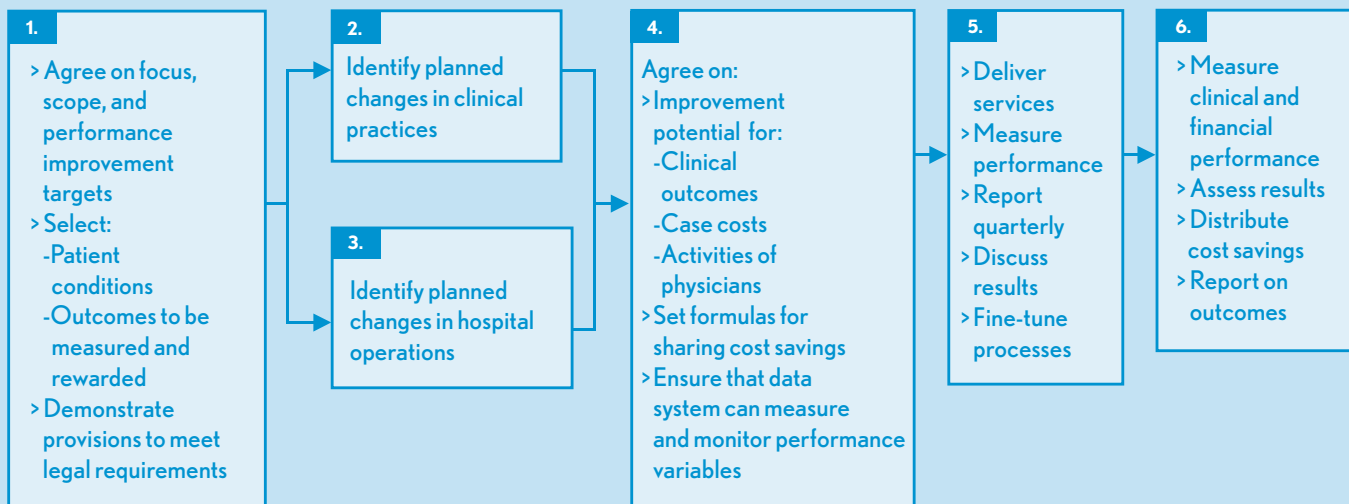 1.
> Agree on focus,
scope, and
performance
improvement
targets
> Select:
-Patient
conditions
-Outcomes to be
measured and
rewarded
> Demonstrate
provisions to meet
legal requirements
2.
Identify planned
changes in clinical
practices
3.
Identify planned
changes in hospital
operations
4.
Agree on:
> Improvement
potential for:
-Clinical
outcomes
-Case costs
-Activities of
physicians
> Set formulas for
sharing cost savings
> Ensure that data
system can measure
and monitor performance
variables
5.
> Deliver
services
> Measure
performance
> Report
quarterly
> Discuss
results
> Fine-tune
processes
6.
> Measure
clinical and
financial
performance
> Assess results
> Distribute
cost savings
> Report on
outcomes